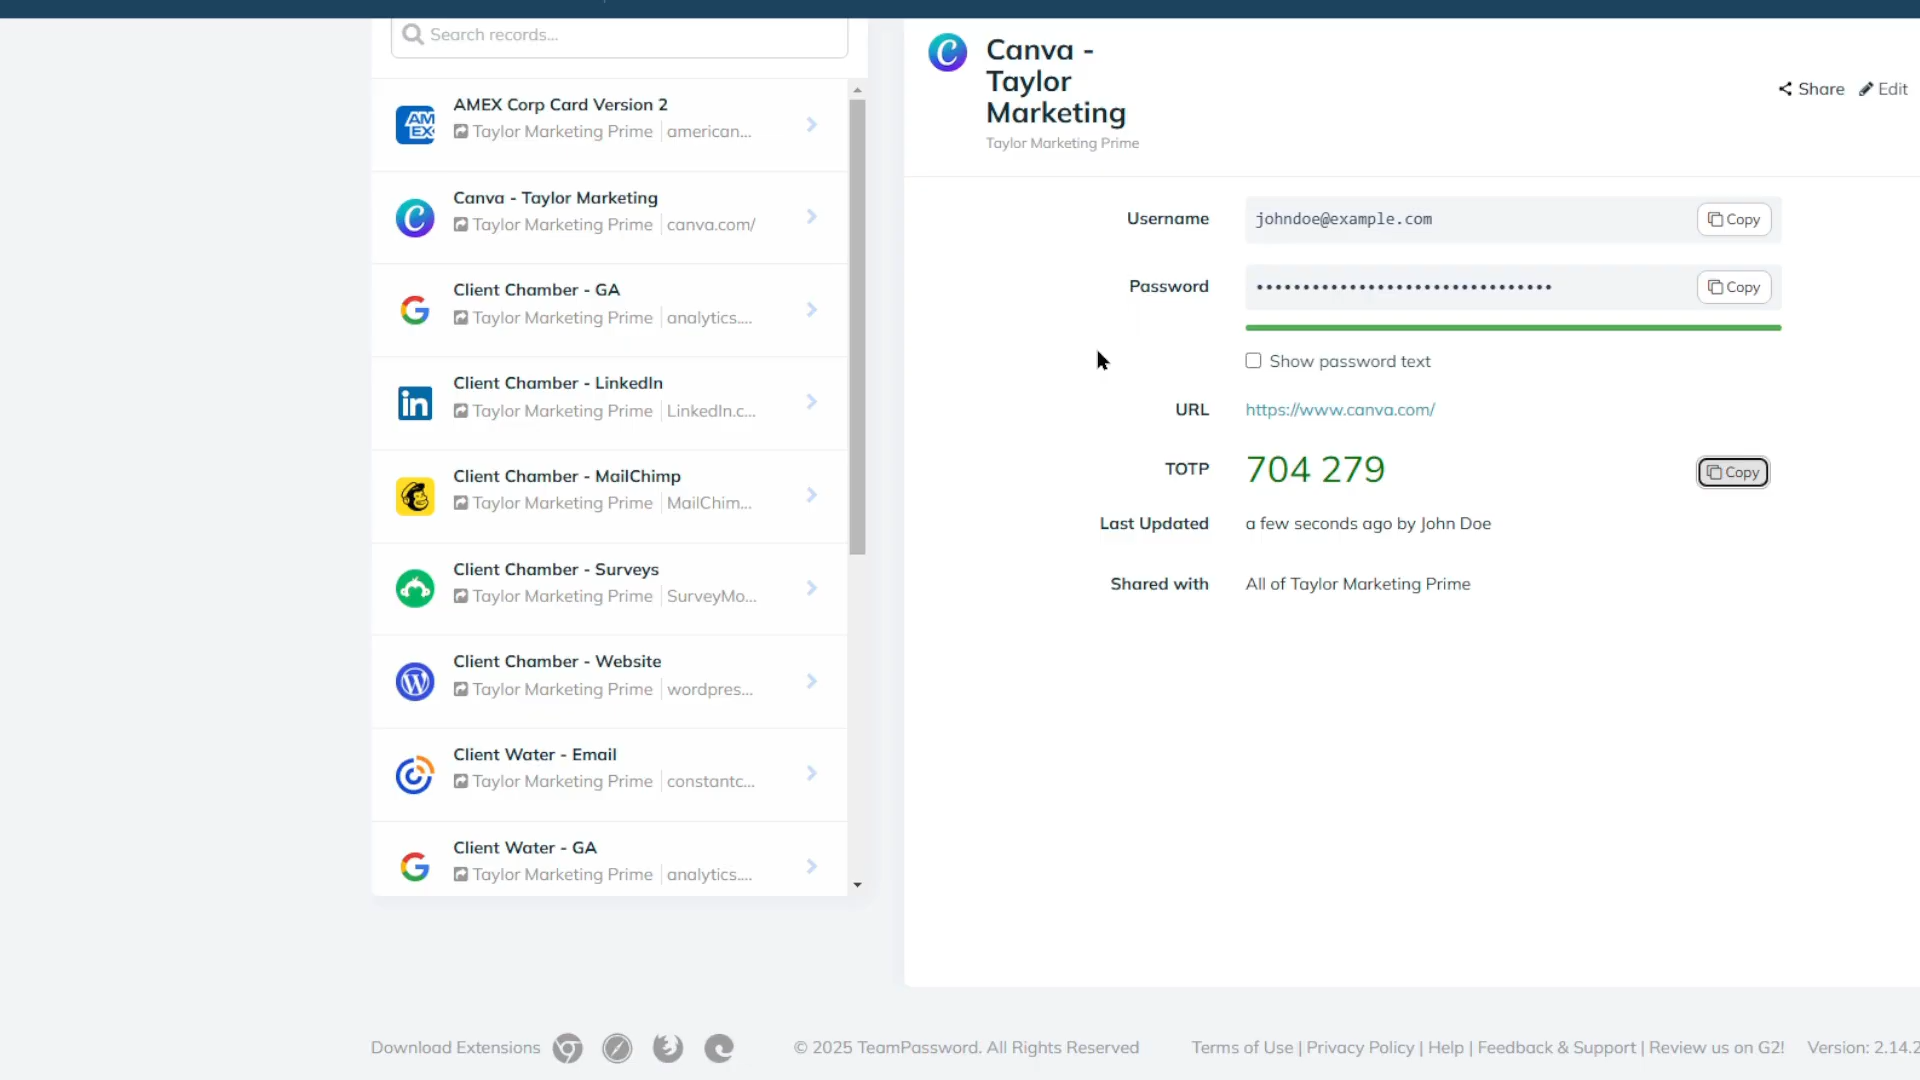 Search records...
AMEX Corp Card Version 2
Taylor Marketing Prime american...
Canva - Taylor Marketing
Taylor Marketing Prime canva.com/
Client Chamber - GA
Taylor Marketing Prime analytics....
Client Chamber - LinkedIn
Taylor Marketing Prime LinkedIn.c...
Client Chamber - MailChimp
Taylor Marketing Prime MailChim...
Client Chamber - Surveys
Taylor Marketing Prime SurveyMo...
Client Chamber - Website
Taylor Marketing Prime wordpres...
Client Water - Email
Taylor Marketing Prime constantc...
Client Water - GA
Taylor Marketing Prime analytics....
Canva -
Taylor
Marketing
Taylor Marketing Prime
Share Edit
Username johndoe@example.com Copy
Password •••••••••••••••••••••••••••••••• Copy
Show password text
URL https://www.canva.com/
TOTP 704 279 Copy
Last Updated a few seconds ago by John Doe
Shared with All of Taylor Marketing Prime
Download Extensions © 2025 TeamPassword. All Rights Reserved Terms of Use | Privacy Policy | Help | Feedback & Support | Review us on G2! Version: 2.14.2